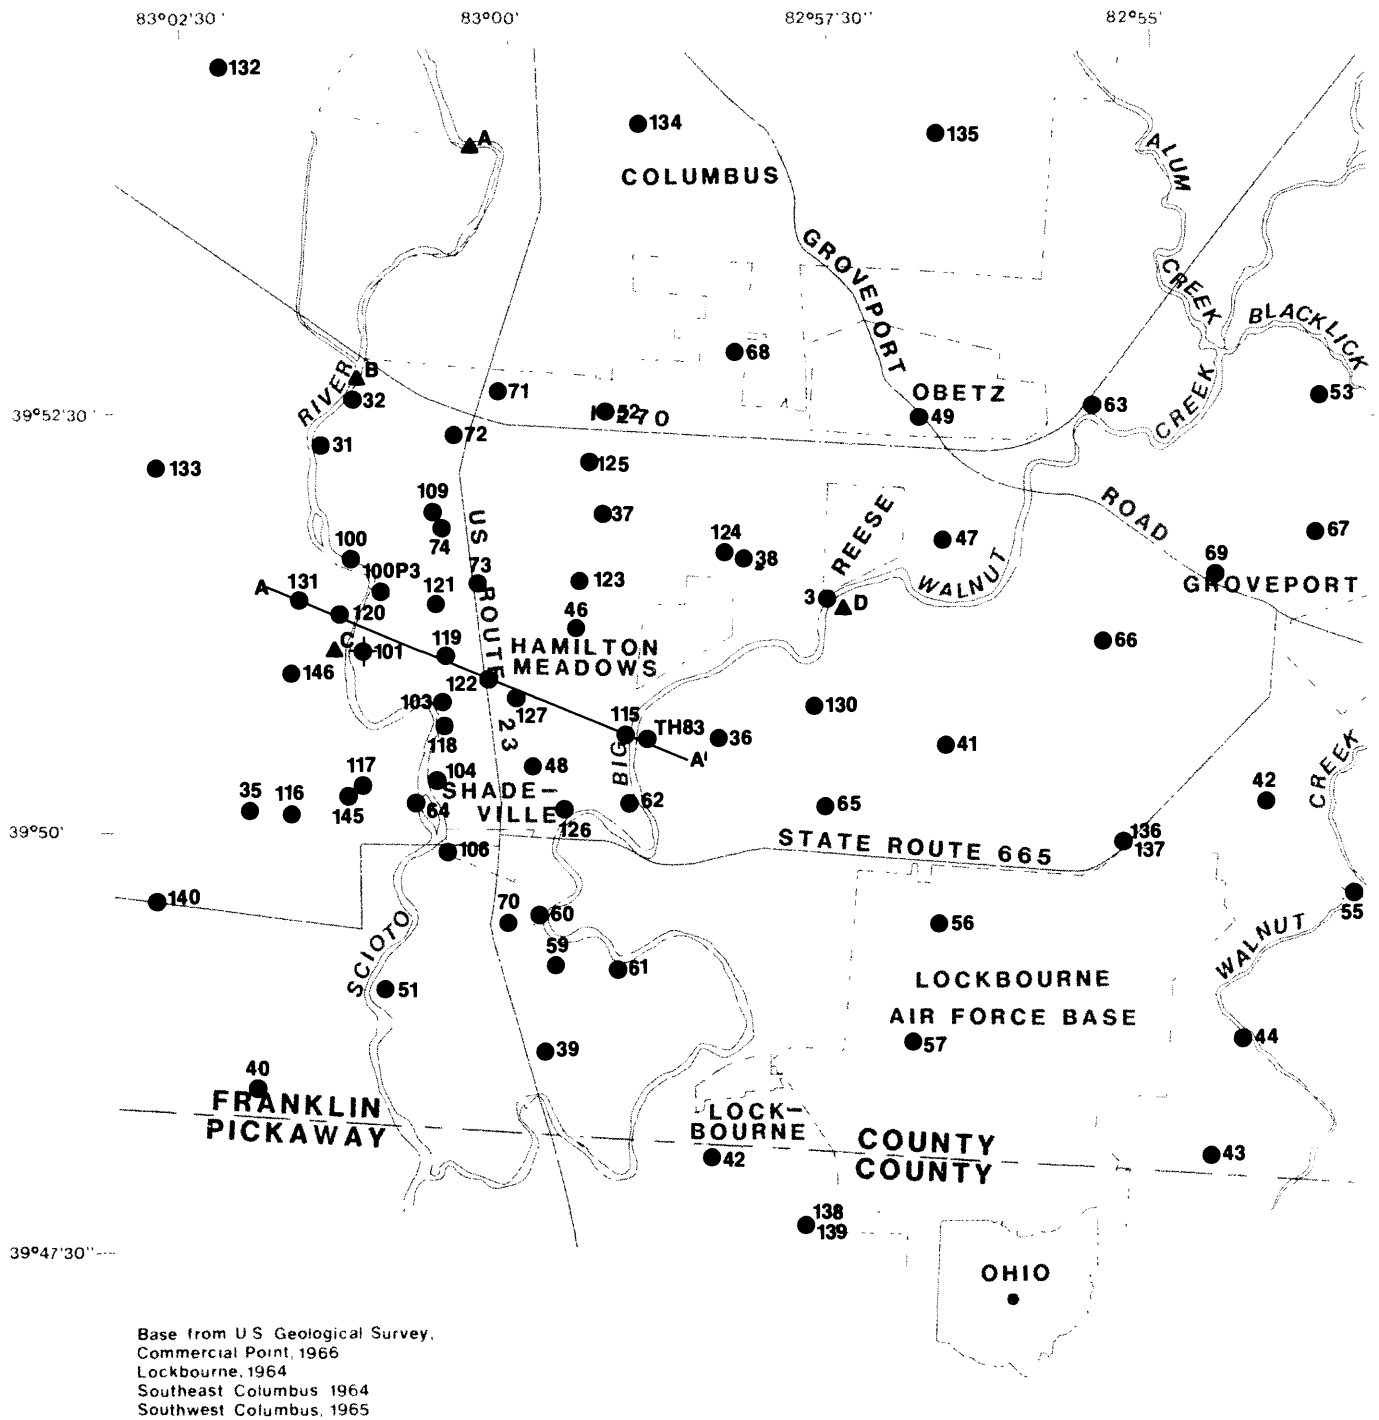 83°02'30"
83°00'
82°57'30"
82°55'
132
134
135
A
ALUM
COLUMBUS
GROVEPORT
CREEK
BLACKLICK
68
B
RIVER
32
71
52
I 270
OBETZ
49
63
53
CREEK
39°52'30"
72
31
133
125
109
37
US ROUTE 23
74
REESE
ROAD
47
67
100
124
38
69
GROVEPORT
100P3
73
WALNUT
A
131
121
123
3
D
120
46
C
101
119
HAMILTON
MEADOWS
66
146
122
103
127
130
115
TH83
36
118
41
A'
BIG
CREEK
117
104
48
42
35
116
145
64
SHADE-
VILLE
62
65
126
39°50'
STATE ROUTE 665
136
137
106
140
70
60
56
55
SCIOTO
WALNUT
59
61
51
LOCKBOURNE
AIR FORCE BASE
57
44
39
40
FRANKLIN
PICKAWAY
LOCK-
BOURNE
COUNTY
COUNTY
42
43
138
139
39°47'30"
OHIO
Base from U S Geological Survey,
Commercial Point, 1966
Lockbourne, 1964
Southeast Columbus 1964
Southwest Columbus, 1965